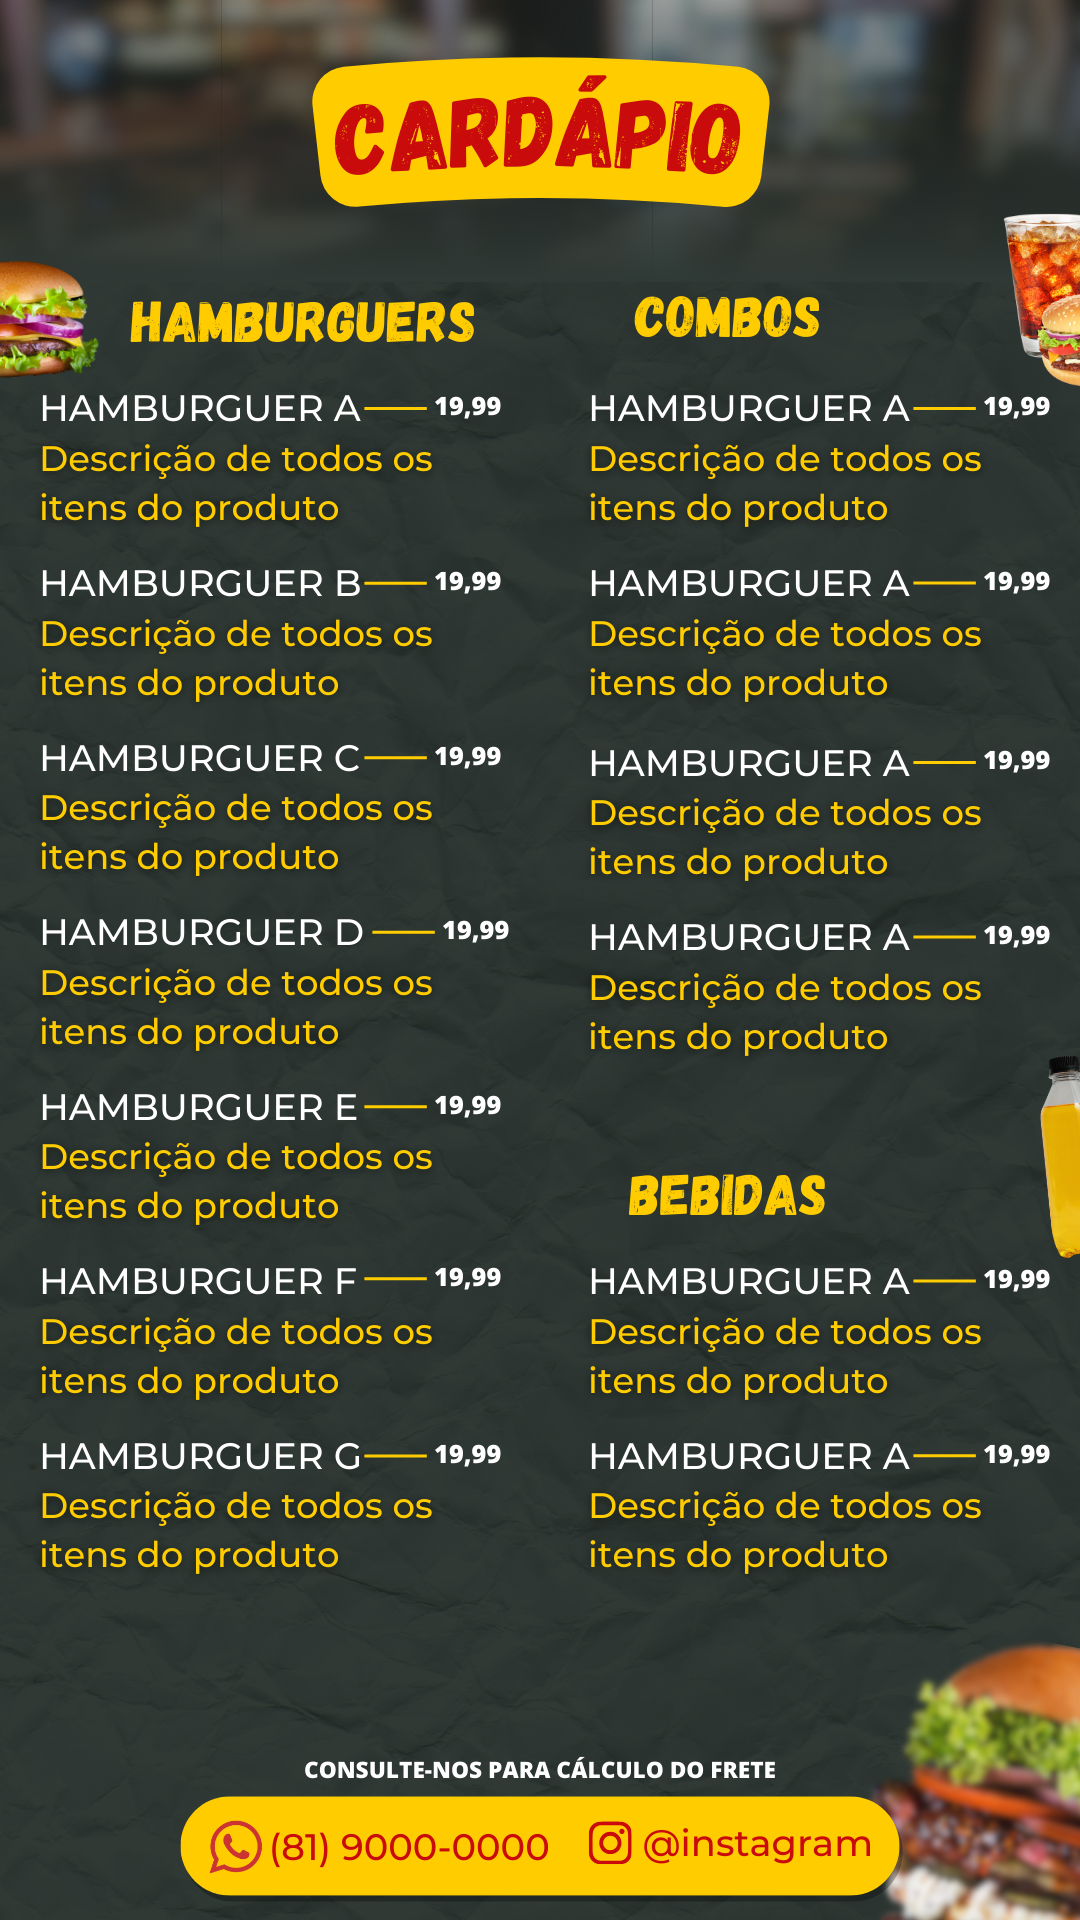 CARDÁPIO
HAMBURGUERS
HAMBURGUER A 19,99
Descrição de todos os
itens do produto
HAMBURGUER B 19,99
Descrição de todos os
itens do produto
HAMBURGUER C 19,99
Descrição de todos os
itens do produto
HAMBURGUER D 19,99
Descrição de todos os
itens do produto
HAMBURGUER E 19,99
Descrição de todos os
itens do produto
HAMBURGUER F 19,99
Descrição de todos os
itens do produto
HAMBURGUER G 19,99
Descrição de todos os
itens do produto
COMBOS
HAMBURGUER A 19,99
Descrição de todos os
itens do produto
HAMBURGUER A 19,99
Descrição de todos os
itens do produto
HAMBURGUER A 19,99
Descrição de todos os
itens do produto
HAMBURGUER A 19,99
Descrição de todos os
itens do produto
BEBIDAS
HAMBURGUER A 19,99
Descrição de todos os
itens do produto
HAMBURGUER A 19,99
Descrição de todos os
itens do produto
CONSULTE-NOS PARA CÁLCULO DO FRETE
(81) 9000-0000 @instagram